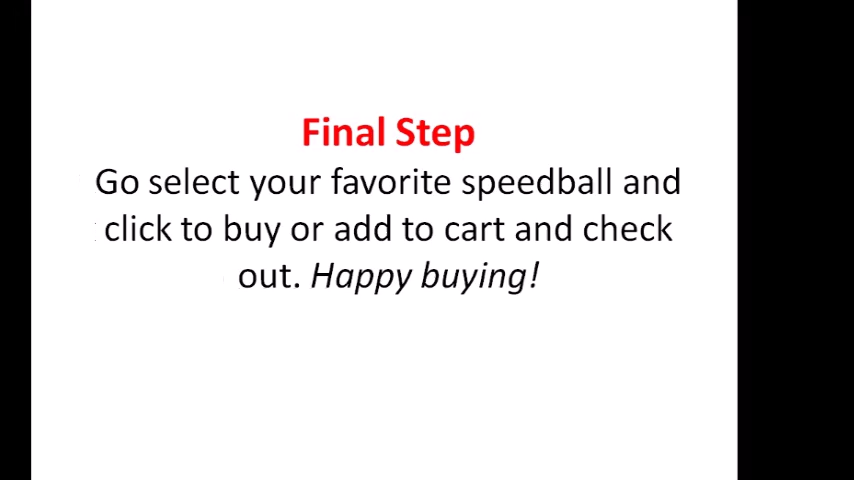 Final Step
Go select your favorite speedball and
click to buy or add to cart and check
out. Happy buying!